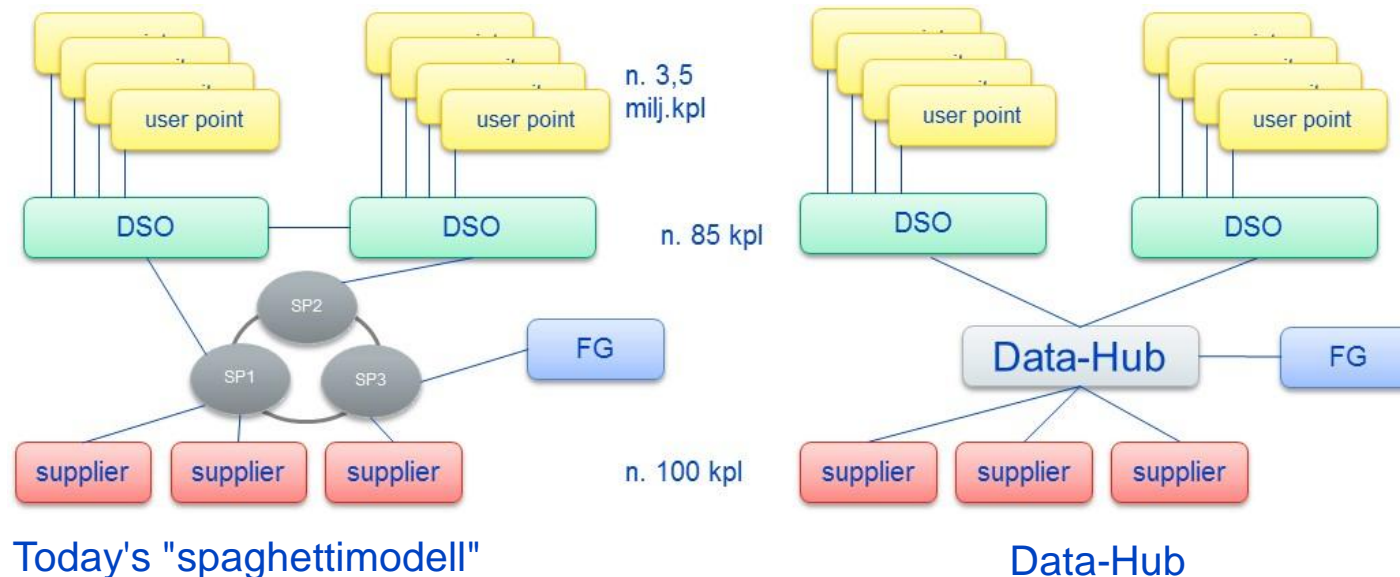 user point
user point
n. 3,5
milj.kpl
user point
user point
DSO
DSO
n. 85 kpl
DSO
DSO
SP2
SP1
SP3
FG
Data-Hub
FG
supplier
supplier
supplier
n. 100 kpl
supplier
supplier
supplier
Today's "spaghettimodell"
Data-Hub